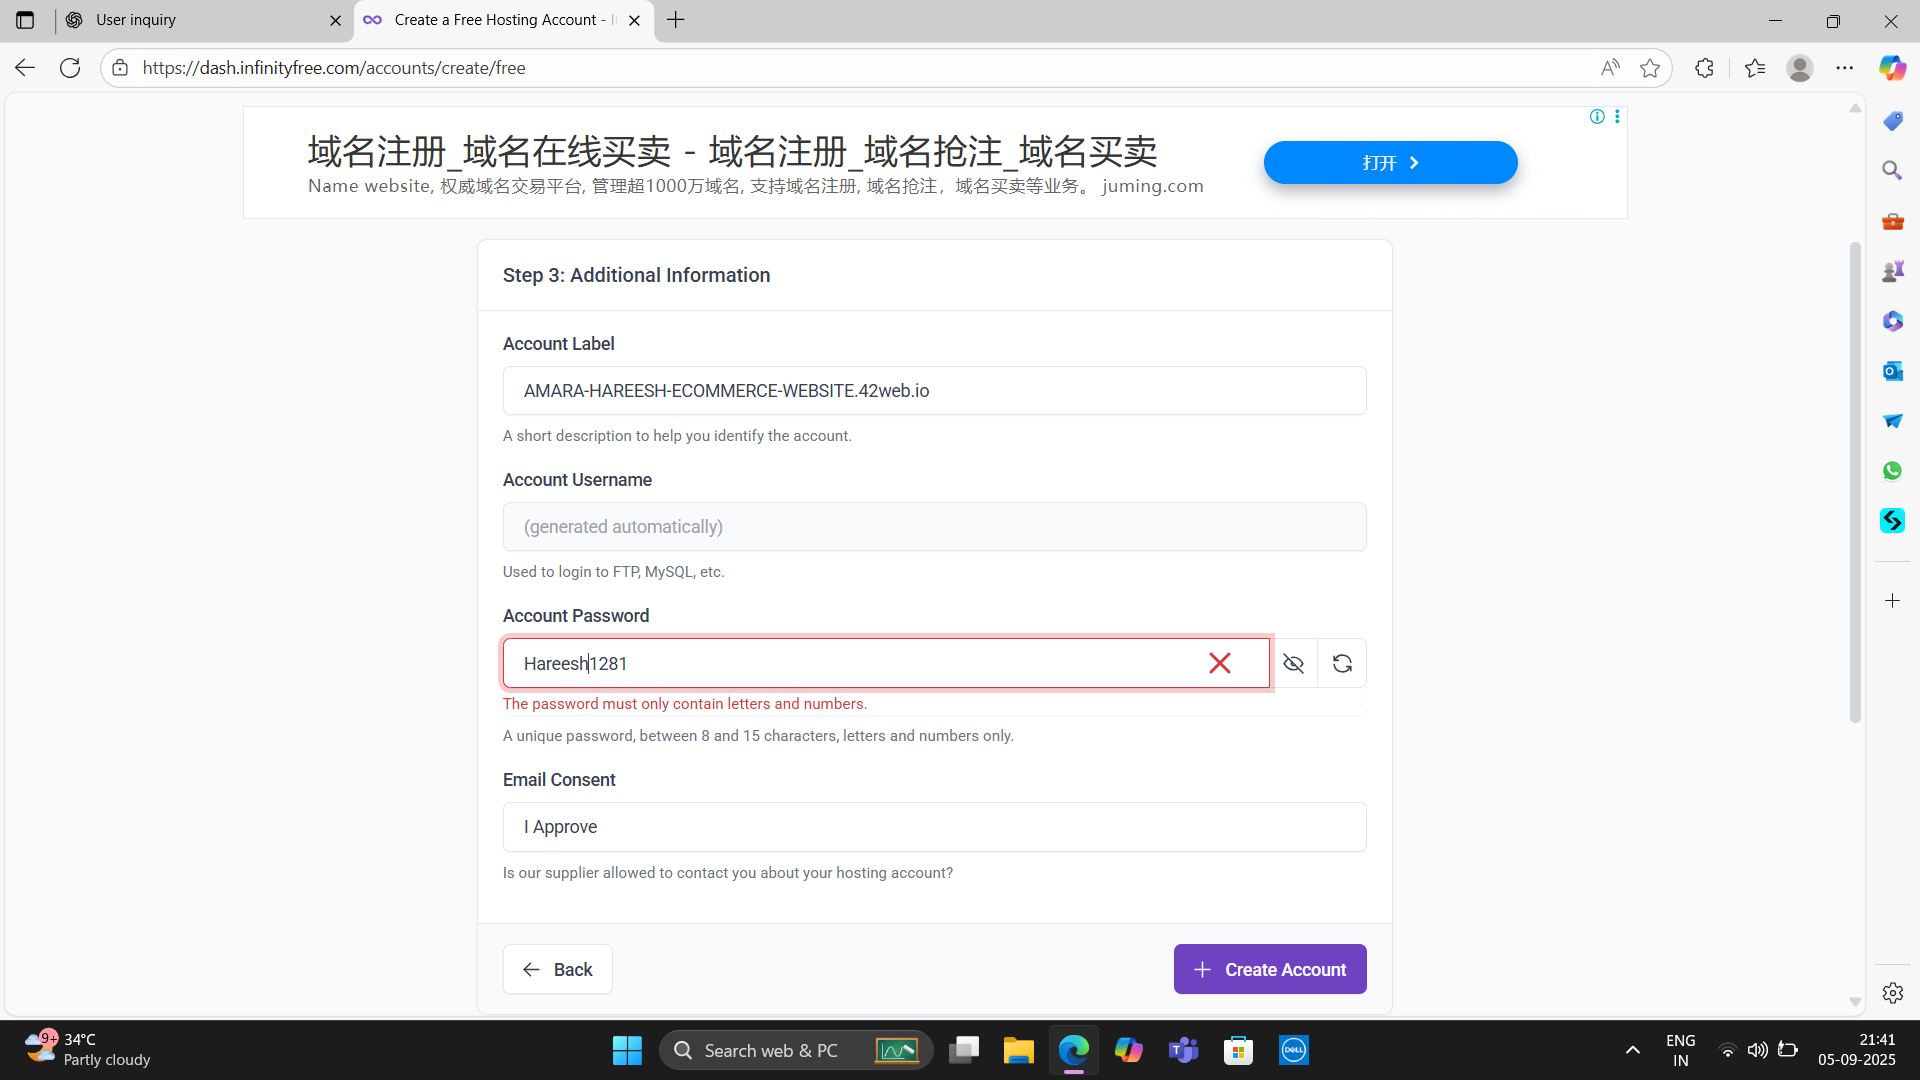 User inquiry
Create a Free Hosting Account - I
https://dash.infinityfree.com/accounts/create/free
域名注册_域名在线买卖 - 域名注册_域名抢注_域名买卖
Name website, 权威域名交易平台, 管理超1000万域名, 支持域名注册, 域名抢注，域名买卖等业务。 juming.com
打开
Step 3: Additional Information
Account Label
AMARA-HAREESH-ECOMMERCE-WEBSITE.42web.io
A short description to help you identify the account.
Account Username
(generated automatically)
Used to login to FTP, MySQL, etc.
Account Password
Hareesh1281
The password must only contain letters and numbers.
A unique password, between 8 and 15 characters, letters and numbers only.
Email Consent
I Approve
Is our supplier allowed to contact you about your hosting account?
Back
Create Account
9+
34°C
Partly cloudy
Search web & PC
DELL
ENG
IN
21:41
05-09-2025